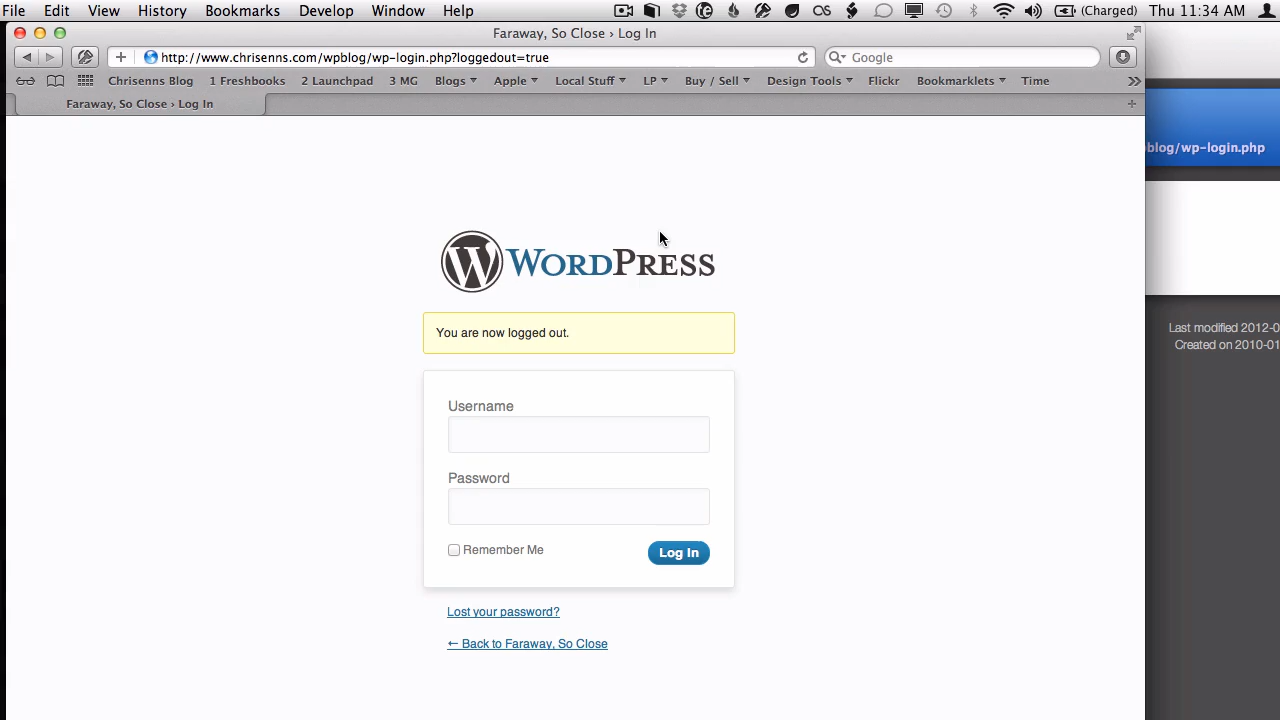 File Edit View History Bookmarks Develop Window Help (Charged) Thu 11:34 AM
Faraway, So Close › Log In
http://www.chrisenns.com/wpblog/wp-login.php?loggedout=true Google
Chrisenns Blog 1 Freshbooks 2 Launchpad 3 MG Blogs Apple Local Stuff LP Buy / Sell Design Tools Flickr Bookmarklets Time
Faraway, So Close › Log In
blog/wp-login.php
WORDPRESS
You are now logged out.
Username
Password
Remember Me Log In
Lost your password?
← Back to Faraway, So Close
Last modified 2012-0
Created on 2010-01